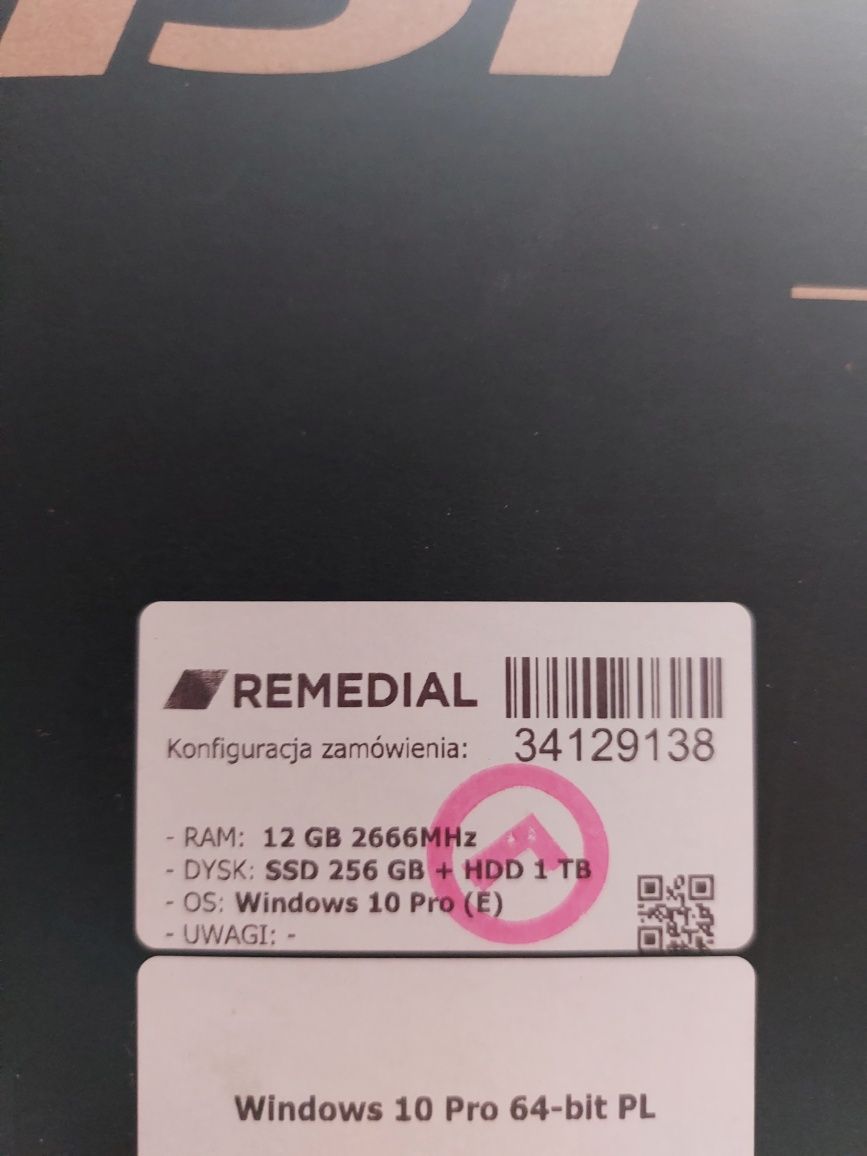 REMEDIAL
Konfiguracja zamówienia: 34129138
- RAM: 12 GB 2666MHz
- DYSK: SSD 256 GB + HDD 1 TB
- OS: Windows 10 Pro (E)
- UWAGI: -
Windows 10 Pro 64-bit PL